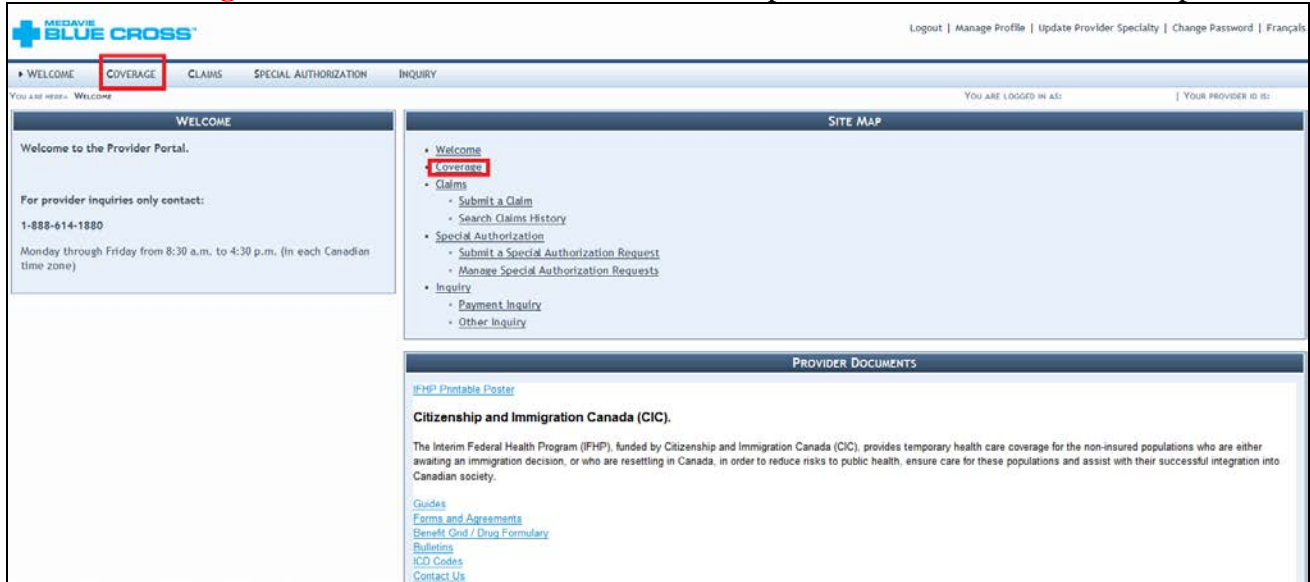 MEDAVIE
BLUE CROSS
Logout | Manage Profile | Update Provider Specialty | Change Password | Français
WELCOME COVERAGE CLAIMS SPECIAL AUTHORIZATION INQUIRY
YOU ARE HERE» WELCOME
YOU ARE LOGGED IN AS: | YOUR PROVIDER ID IS:
WELCOME
Welcome to the Provider Portal.
For provider inquiries only contact:
1-888-614-1880
Monday through Friday from 8:30 a.m. to 4:30 p.m. (in each Canadian
time zone)
SITE MAP
• Welcome
• Coverage
• Claims
• Submit a Claim
• Search Claims History
• Special Authorization
• Submit a Special Authorization Request
• Manage Special Authorization Requests
• Inquiry
• Payment Inquiry
• Other Inquiry
PROVIDER DOCUMENTS
IFHP Printable Poster
Citizenship and Immigration Canada (CIC).
The Interim Federal Health Program (IFHP), funded by Citizenship and Immigration Canada (CIC), provides temporary health care coverage for the non-insured populations who are either
awaiting an immigration decision, or who are resettling in Canada, in order to reduce risks to public health, ensure care for these populations and assist with their successful integration into
Canadian society.
Guides
Forms and Agreements
Benefit Grid / Drug Formulary
Bulletins
ICD Codes
Contact Us